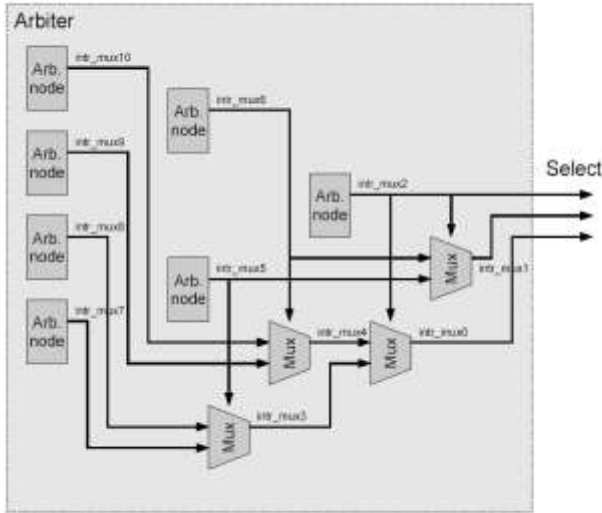 Arbiter
Arb.
node
intr_mux10
Arb.
node
intr_mux6
Arb.
node
intr_mux9
Select
Arb.
node
intr_mux2
Arb.
node
intr_mux8
Mux
intr_mux1
Arb.
node
intr_mux5
Arb.
node
intr_mux7
Mux
intr_mux4
Mux
intr_mux0
Mux
intr_mux3